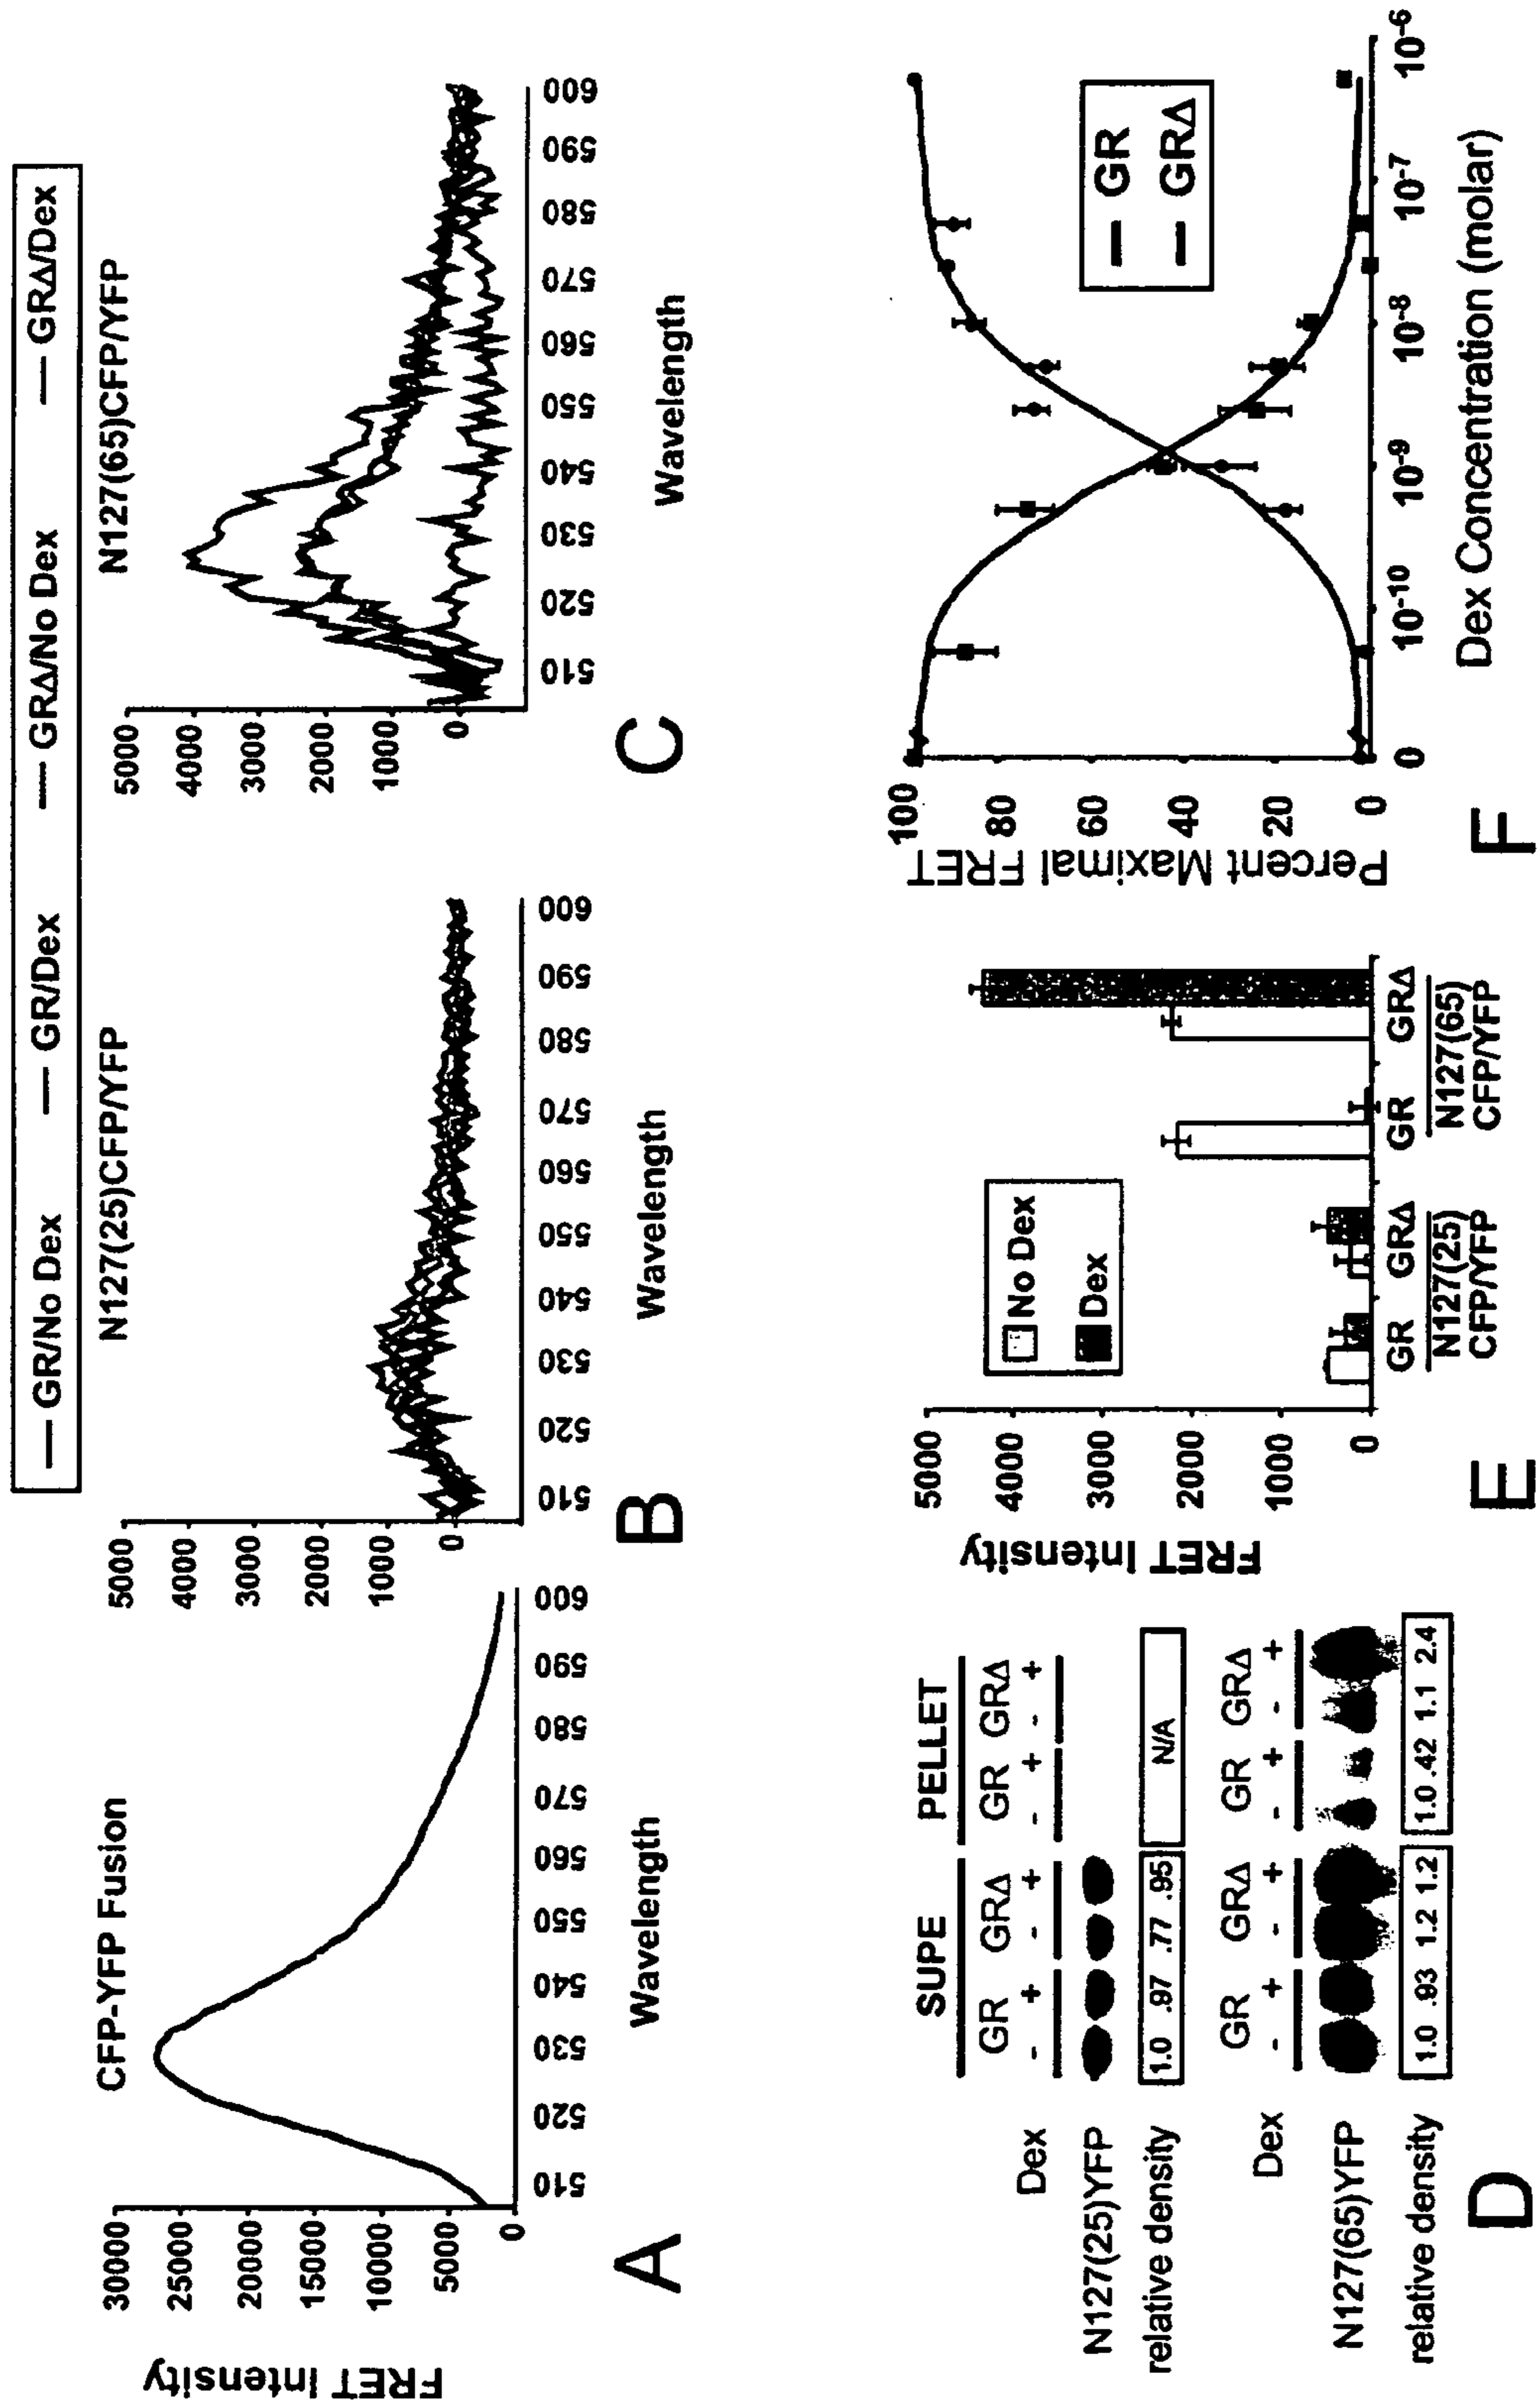 GR/No Dex GR/Dex GRΔ/No Dex GRΔ/Dex
CFP-YFP Fusion
FRET Intensity
30000
25000
20000
15000
10000
5000
0
510 520 530 540 550 560 570 580 590 600
Wavelength
A
N127(25)CFP/YFP
5000
4000
3000
2000
1000
0
510 520 530 540 550 560 570 580 590 600
Wavelength
B
N127(65)CFP/YFP
5000
4000
3000
2000
1000
0
510 520 530 540 550 560 570 580 590 600
Wavelength
C
SUPE PELLET
GR GRΔ GR GRΔ
Dex - + - + - + - +
N127(25)YFP
relative density 1.0 .97 .77 .95 N/A
GR GRΔ GR GRΔ
Dex - + - + - + - +
N127(65)YFP
relative density 1.0 .93 1.2 1.2 1.0 .42 1.1 2.4
D
FRET Intensity
5000
4000
3000
2000
1000
0
No Dex
Dex
GR GRΔ GR GRΔ
N127(25) N127(65)
CFP/YFP CFP/YFP
E
Percent Maximal FRET
100
80
60
40
20
0
GR
GRΔ
0 10-10 10-9 10-8 10-7 10-6
Dex Concentration (molar)
F